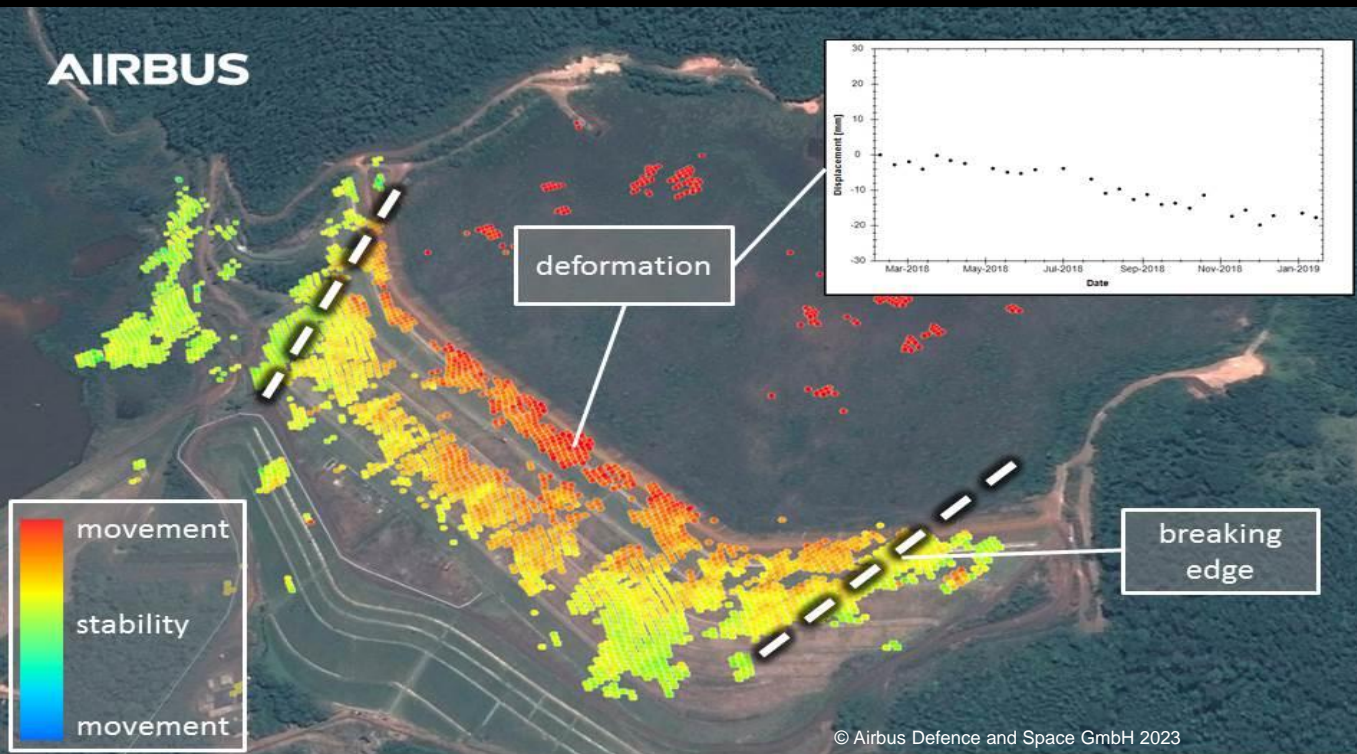 AIRBUS
30
20
10
0
-10
-20
-30
Displacement [mm]
Mar-2018 May-2018 Jul-2018 Sep-2018 Nov-2018 Jan-2019
Date
deformation
breaking
edge
movement
stability
movement
© Airbus Defence and Space GmbH 2023